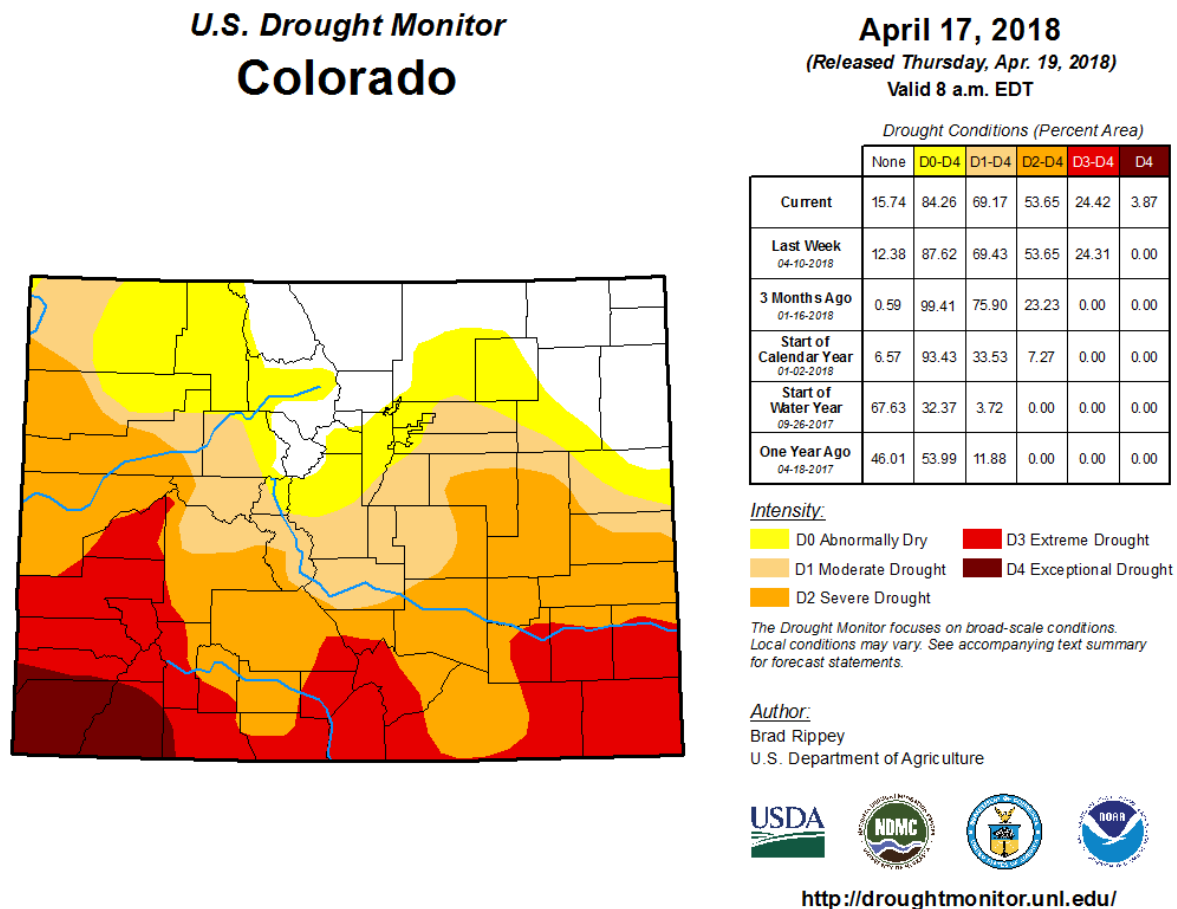 U.S. Drought Monitor
Colorado
April 17, 2018
(Released Thursday, Apr. 19, 2018)
Valid 8 a.m. EDT
Drought Conditions (Percent Area)
None D0-D4 D1-D4 D2-D4 D3-D4 D4
Current 15.74 84.26 69.17 53.65 24.42 3.87
Last Week
04-10-2018
12.38 87.62 69.43 53.65 24.31 0.00
3 Months Ago
01-16-2018
0.59 99.41 75.90 23.23 0.00 0.00
Start of
Calendar Year
01-02-2018
6.57 93.43 33.53 7.27 0.00 0.00
Start of
Water Year
09-26-2017
67.63 32.37 3.72 0.00 0.00 0.00
One Year Ago
04-18-2017
46.01 53.99 11.88 0.00 0.00 0.00
Intensity:
D0 Abnormally Dry
D1 Moderate Drought
D2 Severe Drought
D3 Extreme Drought
D4 Exceptional Drought
The Drought Monitor focuses on broad-scale conditions.
Local conditions may vary. See accompanying text summary
for forecast statements.
Author:
Brad Rippey
U.S. Department of Agriculture
USDA
NDMC
NOAA
http://droughtmonitor.unl.edu/